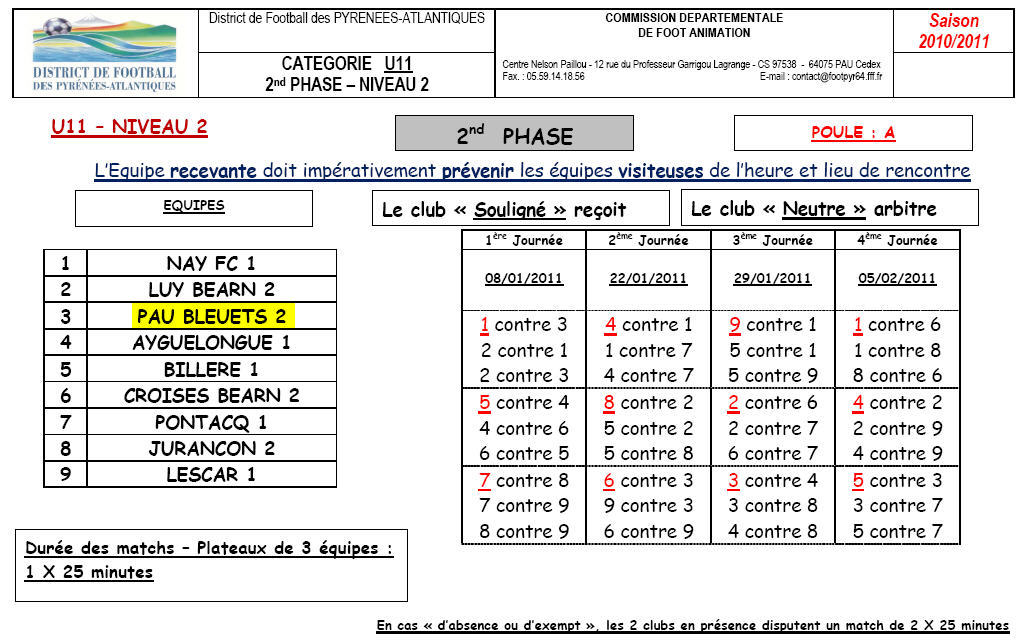 DISTRICT DE FOOTBALL
DES PYRÉNÉES-ATLANTIQUES
District de Football des PYRENEES-ATLANTIQUES
CATEGORIE U11
2nd PHASE – NIVEAU 2
COMMISSION DEPARTEMENTALE
DE FOOT ANIMATION
Centre Nelson Paillou - 12 rue du Professeur Garrigou Lagrange - CS 97538 - 64075 PAU Cedex
Fax. : 05.59.14.18.56 E-mail : contact@footpyr64.fff.fr
Saison
2010/2011
U11 – NIVEAU 2
2nd PHASE
POULE : A
L'Equipe recevante doit impérativement prévenir les équipes visiteuses de l'heure et lieu de rencontre
EQUIPES
Le club « Souligné » reçoit
Le club « Neutre » arbitre
1 NAY FC 1
2 LUY BEARN 2
3 PAU BLEUETS 2
4 AYGUELONGUE 1
5 BILLERE 1
6 CROISES BEARN 2
7 PONTACQ 1
8 JURANCON 2
9 LESCAR 1
1ère Journée 2ème Journée 3ème Journée 4ème Journée
08/01/2011 22/01/2011 29/01/2011 05/02/2011
1 contre 3 4 contre 1 9 contre 1 1 contre 6
2 contre 1 1 contre 7 5 contre 1 1 contre 8
2 contre 3 4 contre 7 5 contre 9 8 contre 6
5 contre 4 8 contre 2 2 contre 6 4 contre 2
4 contre 6 5 contre 2 2 contre 7 2 contre 9
6 contre 5 5 contre 8 6 contre 7 4 contre 9
7 contre 8 6 contre 3 3 contre 4 5 contre 3
7 contre 9 9 contre 3 3 contre 8 3 contre 7
8 contre 9 6 contre 9 4 contre 8 5 contre 7
Durée des matchs – Plateaux de 3 équipes :
1 X 25 minutes
En cas « d'absence ou d'exempt », les 2 clubs en présence disputent un match de 2 X 25 minutes